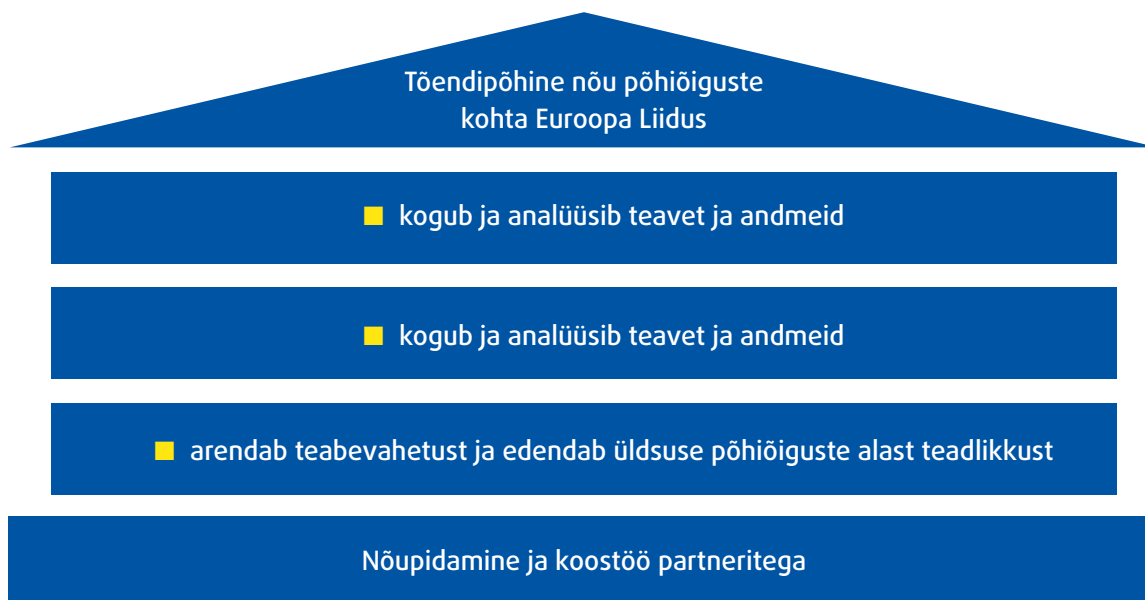 Tõendipõhine nõu põhiõiguste
kohta Euroopa Liidus
kogub ja analüüsib teavet ja andmeid
kogub ja analüüsib teavet ja andmeid
arendab teabevahetust ja edendab üldsuse põhiõiguste alast teadlikkust
Nõupidamine ja koostöö partneritega